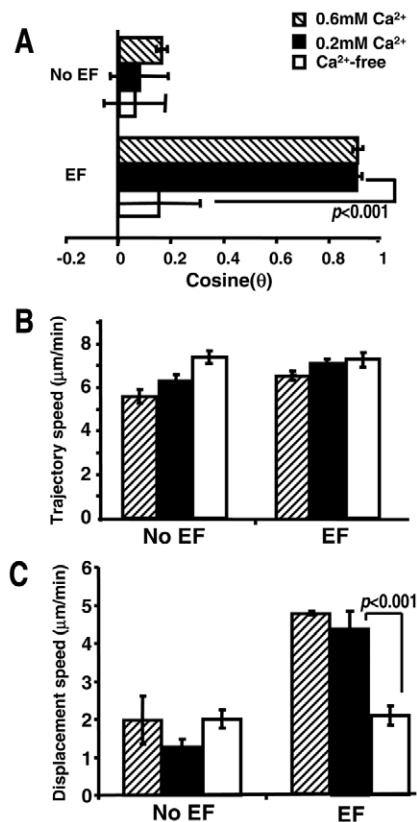 A
0.6mM Ca²⁺
0.2mM Ca²⁺
Ca²⁺-free
No EF
EF
p<0.001
-0.2 0 0.2 0.4 0.6 0.8 1
Cosine(θ)
B
Trajectory speed (μm/min)
8
6
4
2
0
No EF EF
C
Displacement speed (μm/min)
6
5
4
3
2
1
0
p<0.001
No EF EF